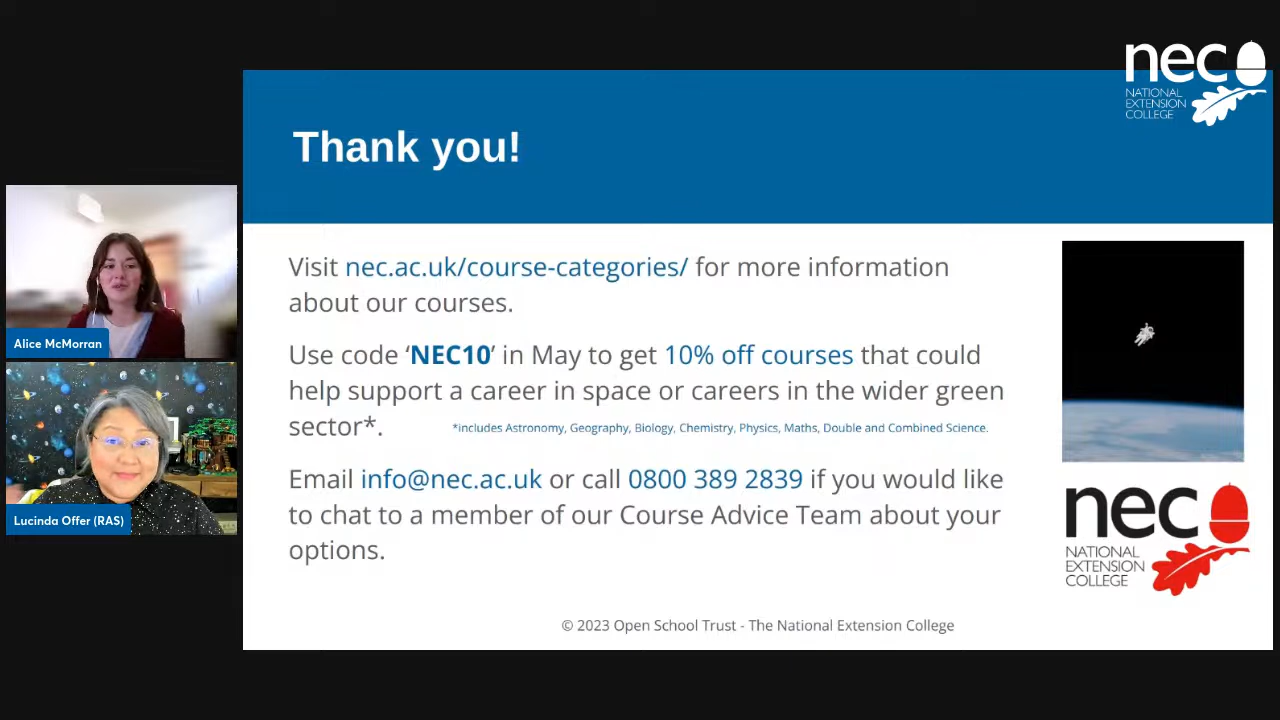 nec
NATIONAL
EXTENSION
COLLEGE
Thank you!
Visit nec.ac.uk/course-categories/ for more information
about our courses.
Use code ‘NEC10’ in May to get 10% off courses that could
help support a career in space or careers in the wider green
sector*.
*includes Astronomy, Geography, Biology, Chemistry, Physics, Maths, Double and Combined Science.
Email info@nec.ac.uk or call 0800 389 2839 if you would like
to chat to a member of our Course Advice Team about your
options.
nec
NATIONAL
EXTENSION
COLLEGE
© 2023 Open School Trust - The National Extension College
Alice McMorran
Lucinda Offer (RAS)